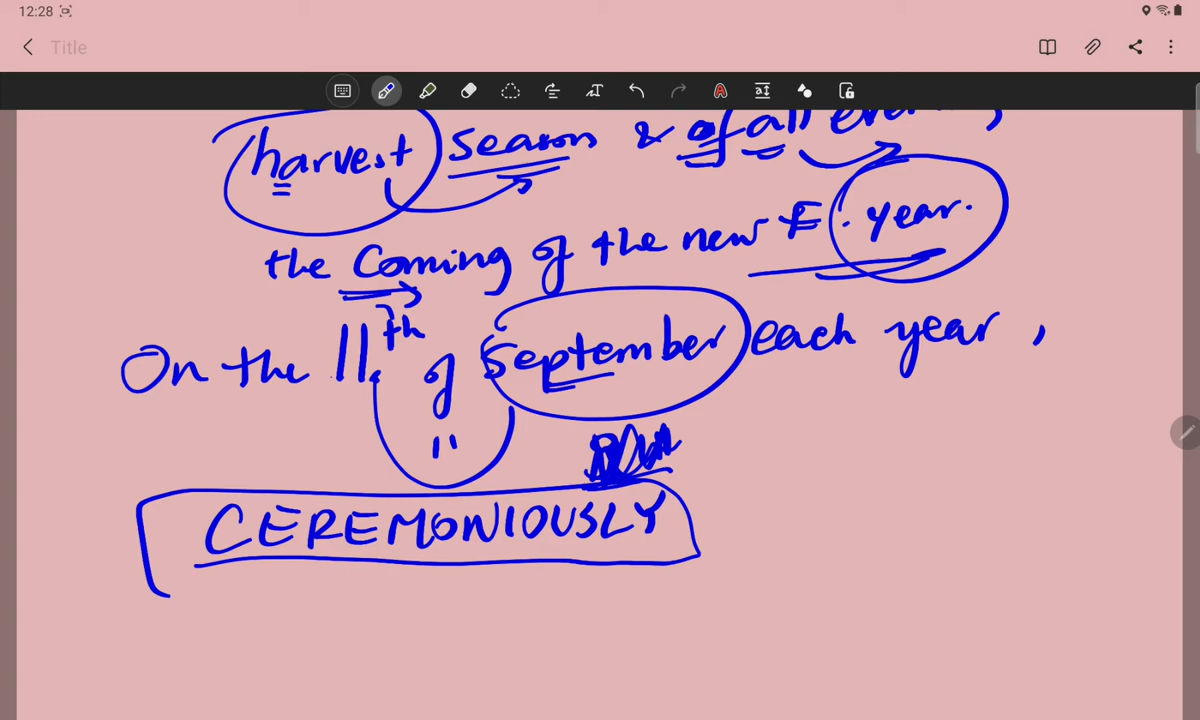 12:28
Title
harvest season & of all
the coming of the new E. year.
On the 11th of September each year,
"
CEREMONIOUSLY